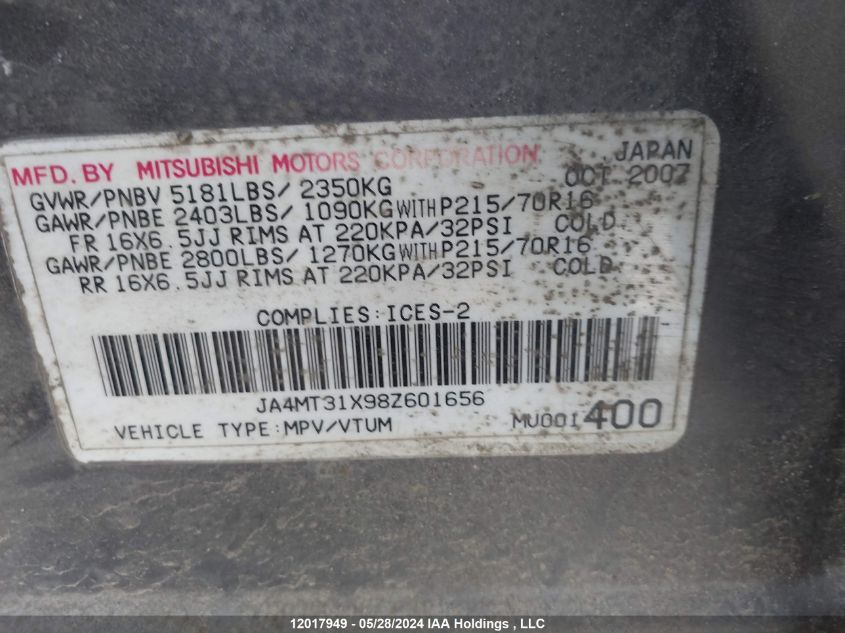 MFD. BY MITSUBISHI MOTORS CORPORATION JAPAN
GVWR/PNBV 5181LBS/ 2350KG OCT 2007
GAWR/PNBE 2403LBS/ 1090KG WITH P215/70R16
FR 16X6.5JJ RIMS AT 220KPA/32PSI COLD
GAWR/PNBE 2800LBS/ 1270KG WITH P215/70R16
RR 16X6.5JJ RIMS AT 220KPA/32PSI COLD
COMPLIES:ICES-2
JA4MT31X98Z601656
VEHICLE TYPE:MPV/VTUM MU001400
12017949 - 05/28/2024 IAA Holdings , LLC